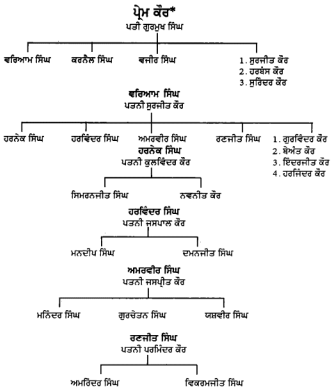 ਪ੍ਰੇਮ ਕੌਰ*
ਪਤੀ ਗੁਰਮੁਖ ਸਿੰਘ
ਵਰਿਆਮ ਸਿੰਘ ਕਰਨੈਲ ਸਿੰਘ ਵਜੀਰ ਸਿੰਘ 1. ਸੁਰਜੀਤ ਕੌਰ
2. ਹਰਬੰਸ ਕੌਰ
3. ਸੁਰਿੰਦਰ ਕੌਰ
ਵਰਿਆਮ ਸਿੰਘ
ਪਤਨੀ ਸੁਰਜੀਤ ਕੌਰ
ਹਰਨੇਕ ਸਿੰਘ ਹਰਵਿੰਦਰ ਸਿੰਘ ਅਮਰਵੀਰ ਸਿੰਘ ਰਣਜੀਤ ਸਿੰਘ 1. ਗੁਰਵਿੰਦਰ ਕੌਰ
2. ਬੇਅੰਤ ਕੌਰ
3. ਇੰਦਰਜੀਤ ਕੌਰ
4. ਹਰਜਿੰਦਰ ਕੌਰ
ਹਰਨੇਕ ਸਿੰਘ
ਪਤਨੀ ਕੁਲਵਿੰਦਰ ਕੌਰ
ਸਿਮਰਨਜੀਤ ਸਿੰਘ ਨਵਨੀਤ ਕੌਰ
ਹਰਵਿੰਦਰ ਸਿੰਘ
ਪਤਨੀ ਜਸਪਾਲ ਕੌਰ
ਮਨਦੀਪ ਸਿੰਘ ਦਮਨਜੀਤ ਸਿੰਘ
ਅਮਰਵੀਰ ਸਿੰਘ
ਪਤਨੀ ਜਸਪ੍ਰੀਤ ਕੌਰ
ਮਨਿੰਦਰ ਸਿੰਘ ਗੁਰਚੇਤਨ ਸਿੰਘ ਯਸ਼ਵੀਰ ਸਿੰਘ
ਰਣਜੀਤ ਸਿੰਘ
ਪਤਨੀ ਪਰਮਿੰਦਰ ਕੌਰ
ਅਮਰਿੰਦਰ ਸਿੰਘ ਵਿਕਰਮਜੀਤ ਸਿੰਘ